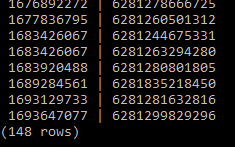 1676892272 | 6281278666725
1677836795 | 6281260501312
1683426067 | 6281244675331
1683426067 | 6281263294280
1683920488 | 6281280801805
1689284561 | 6281835218450
1693129733 | 6281281632816
1693647077 | 6281299829296
(148 rows)